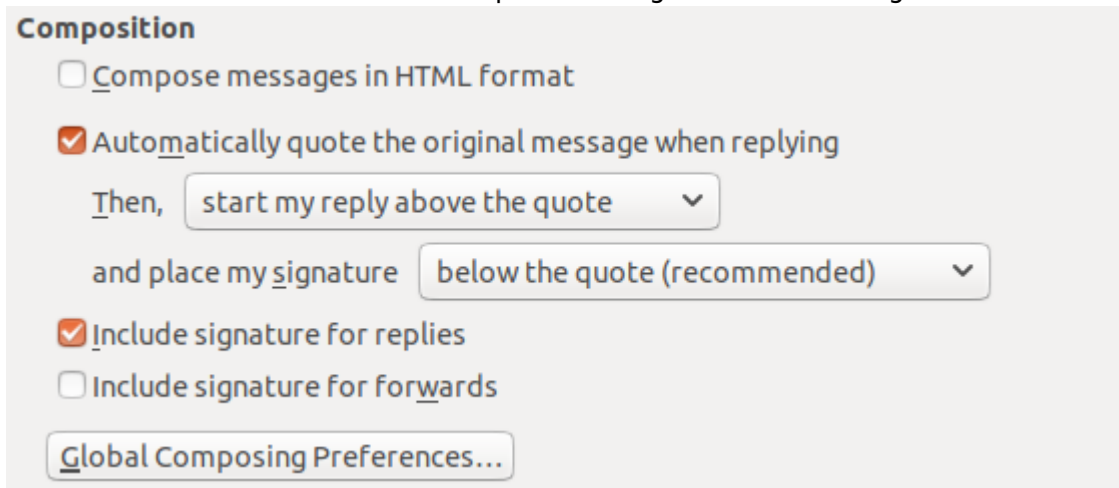 Composition
Compose messages in HTML format
Automatically quote the original message when replying
Then, start my reply above the quote
and place my signature below the quote (recommended)
Include signature for replies
Include signature for forwards
Global Composing Preferences...